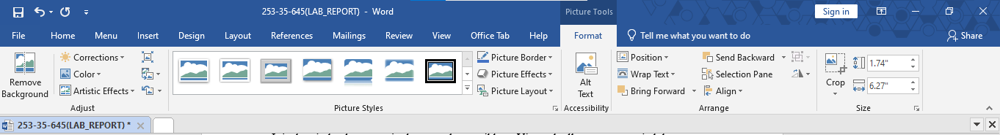 253-35-645(LAB_REPORT) - Word
Picture Tools
Sign in
File Home Menu Insert Design Layout References Mailings Review View Office Tab Help Format Tell me what you want to do Share
Remove Background
Corrections
Color
Artistic Effects
Adjust
Picture Border
Picture Effects
Picture Layout
Picture Styles
Alt Text
Accessibility
Position
Wrap Text
Bring Forward
Send Backward
Selection Pane
Align
Arrange
Crop
1.74"
6.27"
Size
253-35-645(LAB_REPORT) *